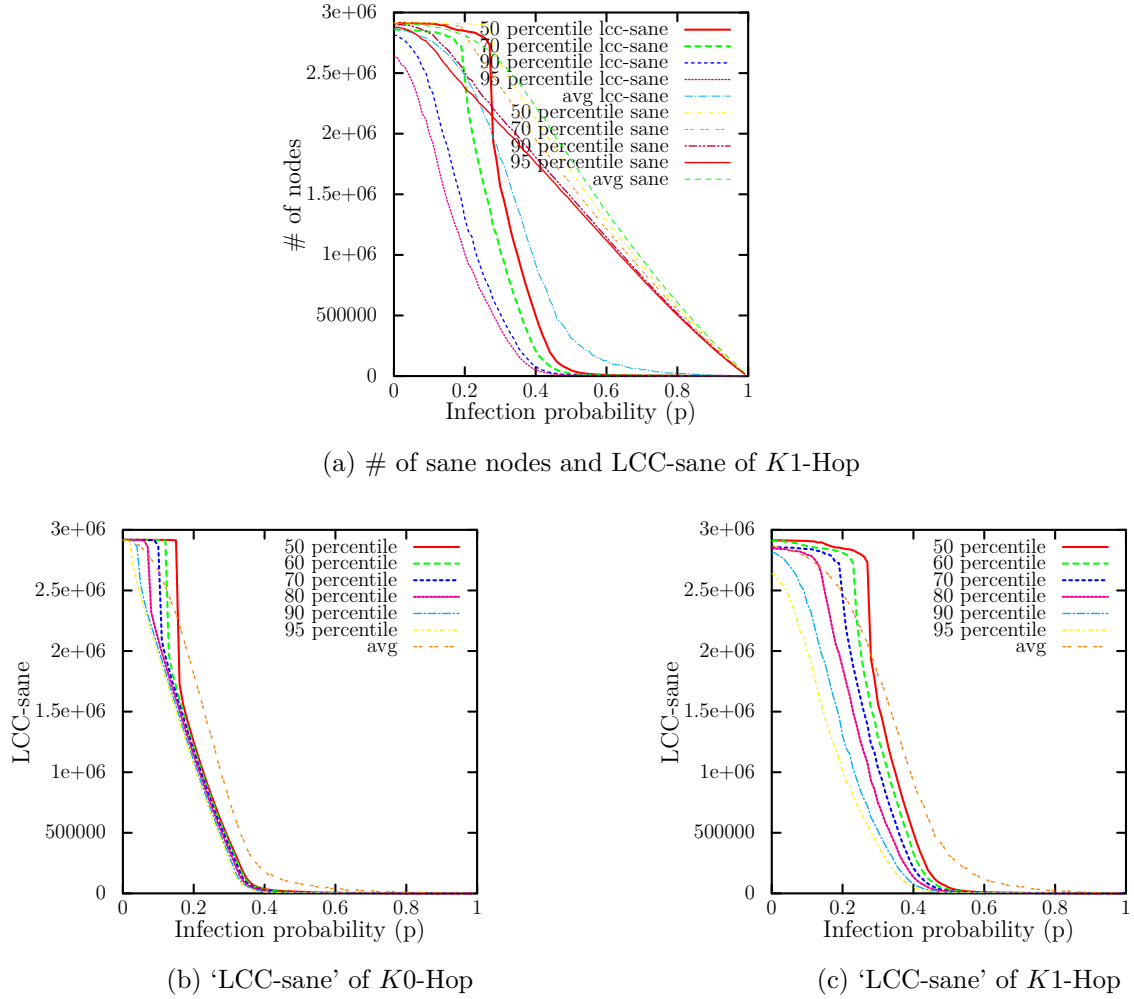 3e+06
2.5e+06
2e+06
1.5e+06
1e+06
500000
0
# of nodes
50 percentile lcc-sane
70 percentile lcc-sane
90 percentile lcc-sane
95 percentile lcc-sane
avg lcc-sane
50 percentile sane
70 percentile sane
90 percentile sane
95 percentile sane
avg sane
0 0.2 0.4 0.6 0.8 1
Infection probability (p)
(a) # of sane nodes and LCC-sane of K1-Hop
3e+06
2.5e+06
2e+06
1.5e+06
1e+06
500000
0
LCC-sane
50 percentile
60 percentile
70 percentile
80 percentile
90 percentile
95 percentile
avg
0 0.2 0.4 0.6 0.8 1
Infection probability (p)
(b) ‘LCC-sane’ of K0-Hop
3e+06
2.5e+06
2e+06
1.5e+06
1e+06
500000
0
LCC-sane
50 percentile
60 percentile
70 percentile
80 percentile
90 percentile
95 percentile
avg
0 0.2 0.4 0.6 0.8 1
Infection probability (p)
(c) ‘LCC-sane’ of K1-Hop